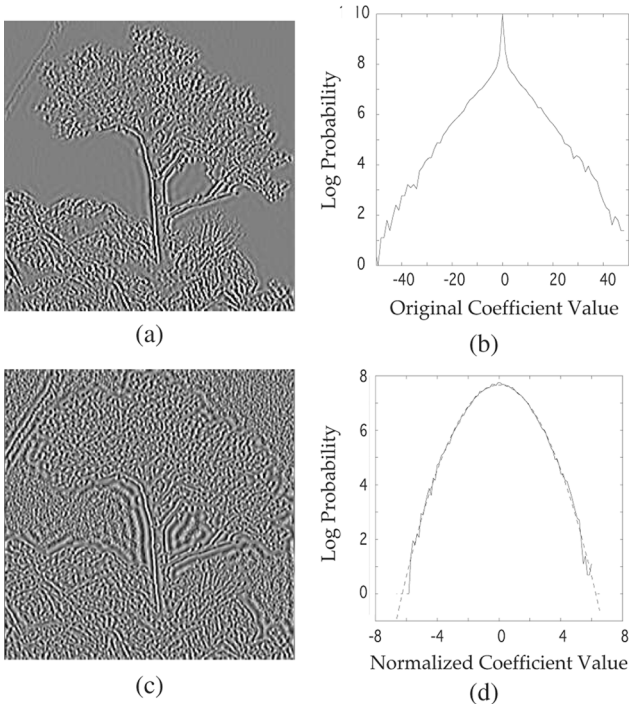 (a)
10
8
6
4
2
0
Log Probability
-40
-20
0
20
40
Original Coefficient Value
(b)
(c)
8
6
4
2
0
Log Probability
-8
-4
0
4
8
Normalized Coefficient Value
(d)